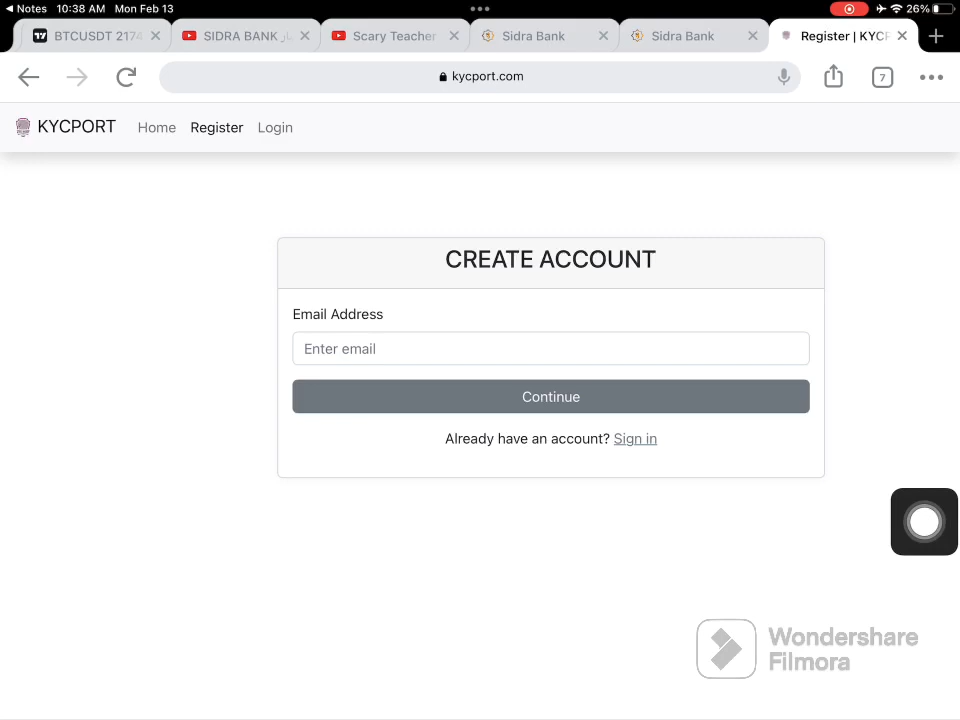 Notes 10:38 AM Mon Feb 13 26%
BTCUSDT 2174 SIDRA BANK Scary Teacher Sidra Bank Sidra Bank Register | KYCP
kycport.com 7
KYCPORT Home Register Login
CREATE ACCOUNT
Email Address
Enter email
Continue
Already have an account? Sign in
Wondershare
Filmora